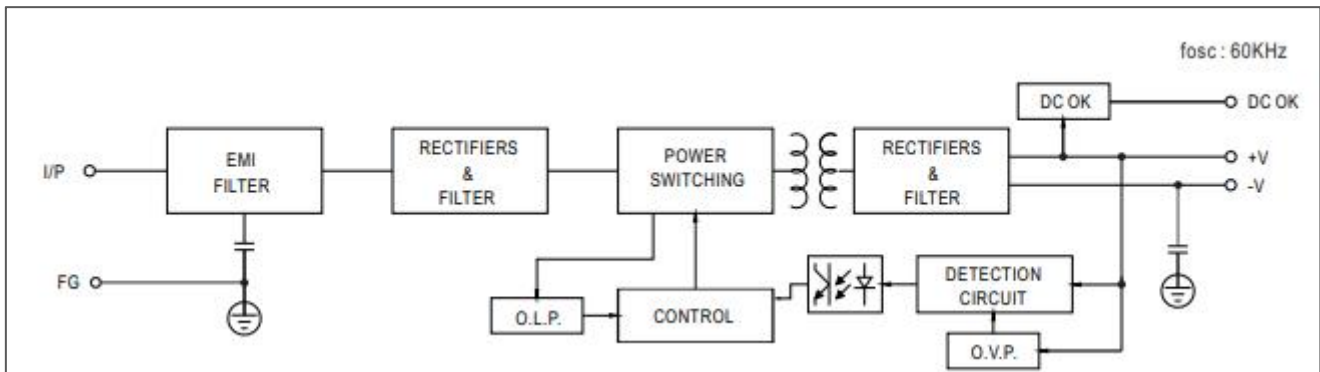 fosc : 60KHz
DC OK
DC OK
I/P
EMI
FILTER
RECTIFIERS
&
FILTER
POWER
SWITCHING
RECTIFIERS
&
FILTER
+V
-V
FG
O.L.P.
CONTROL
DETECTION
CIRCUIT
O.V.P.